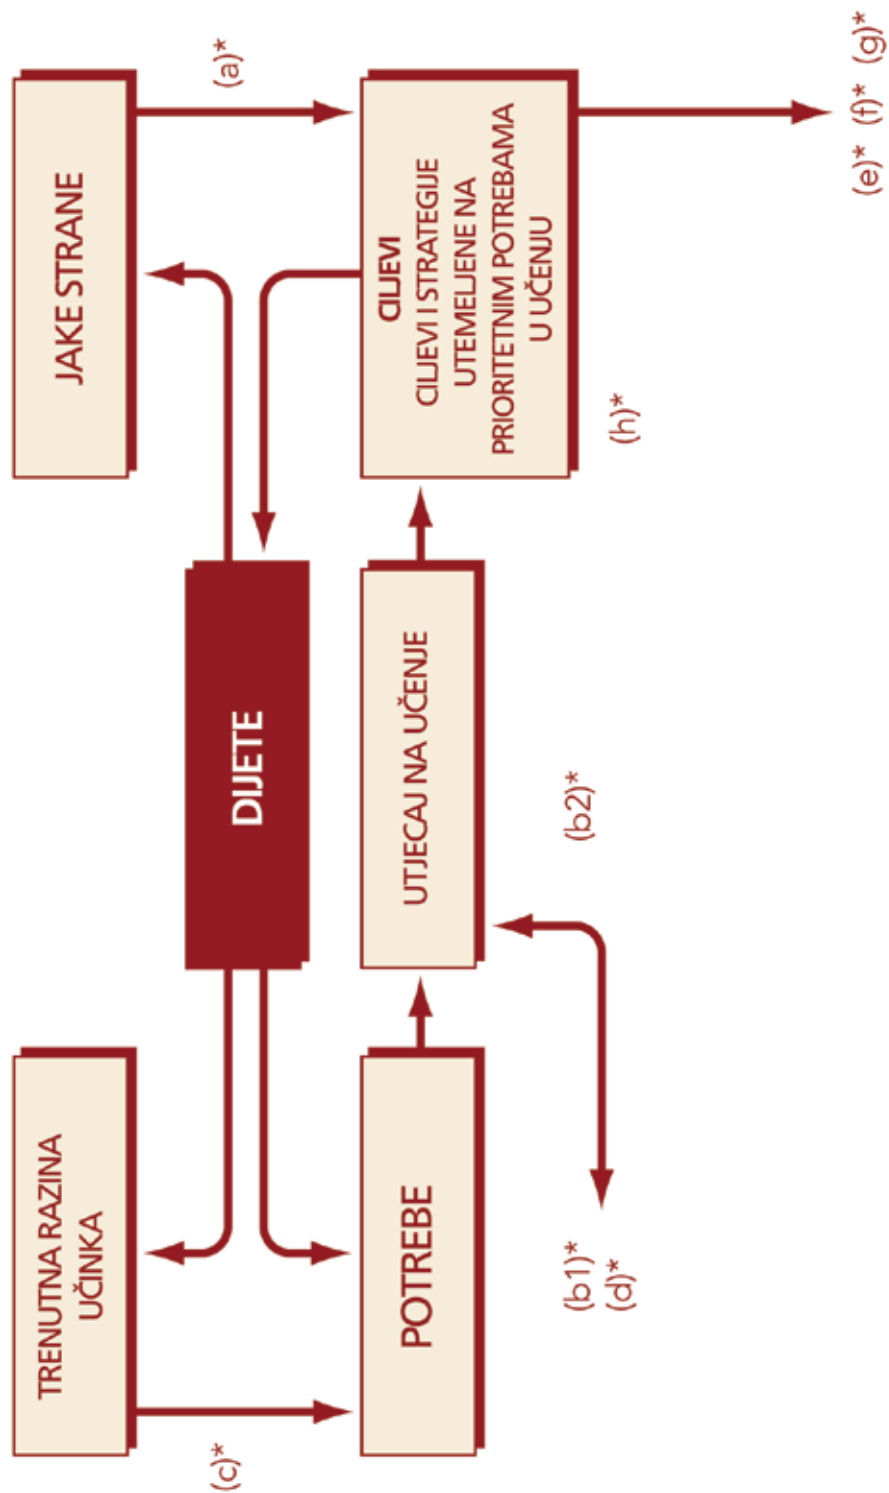 TRENUTNA RAZINA
UČINKA
JAKE STRANE
(c)*
(a)*
DIJETE
POTREBE
UTJECAJ NA UČENJE
CILJEVI
CILJEVI I STRATEGIJE
UTEMELJENE NA
PRIORITETNIM POTREBAMA
U UČENJU
(b1)*
(d)*
(b2)*
(h)*
(e)* (f)* (g)*